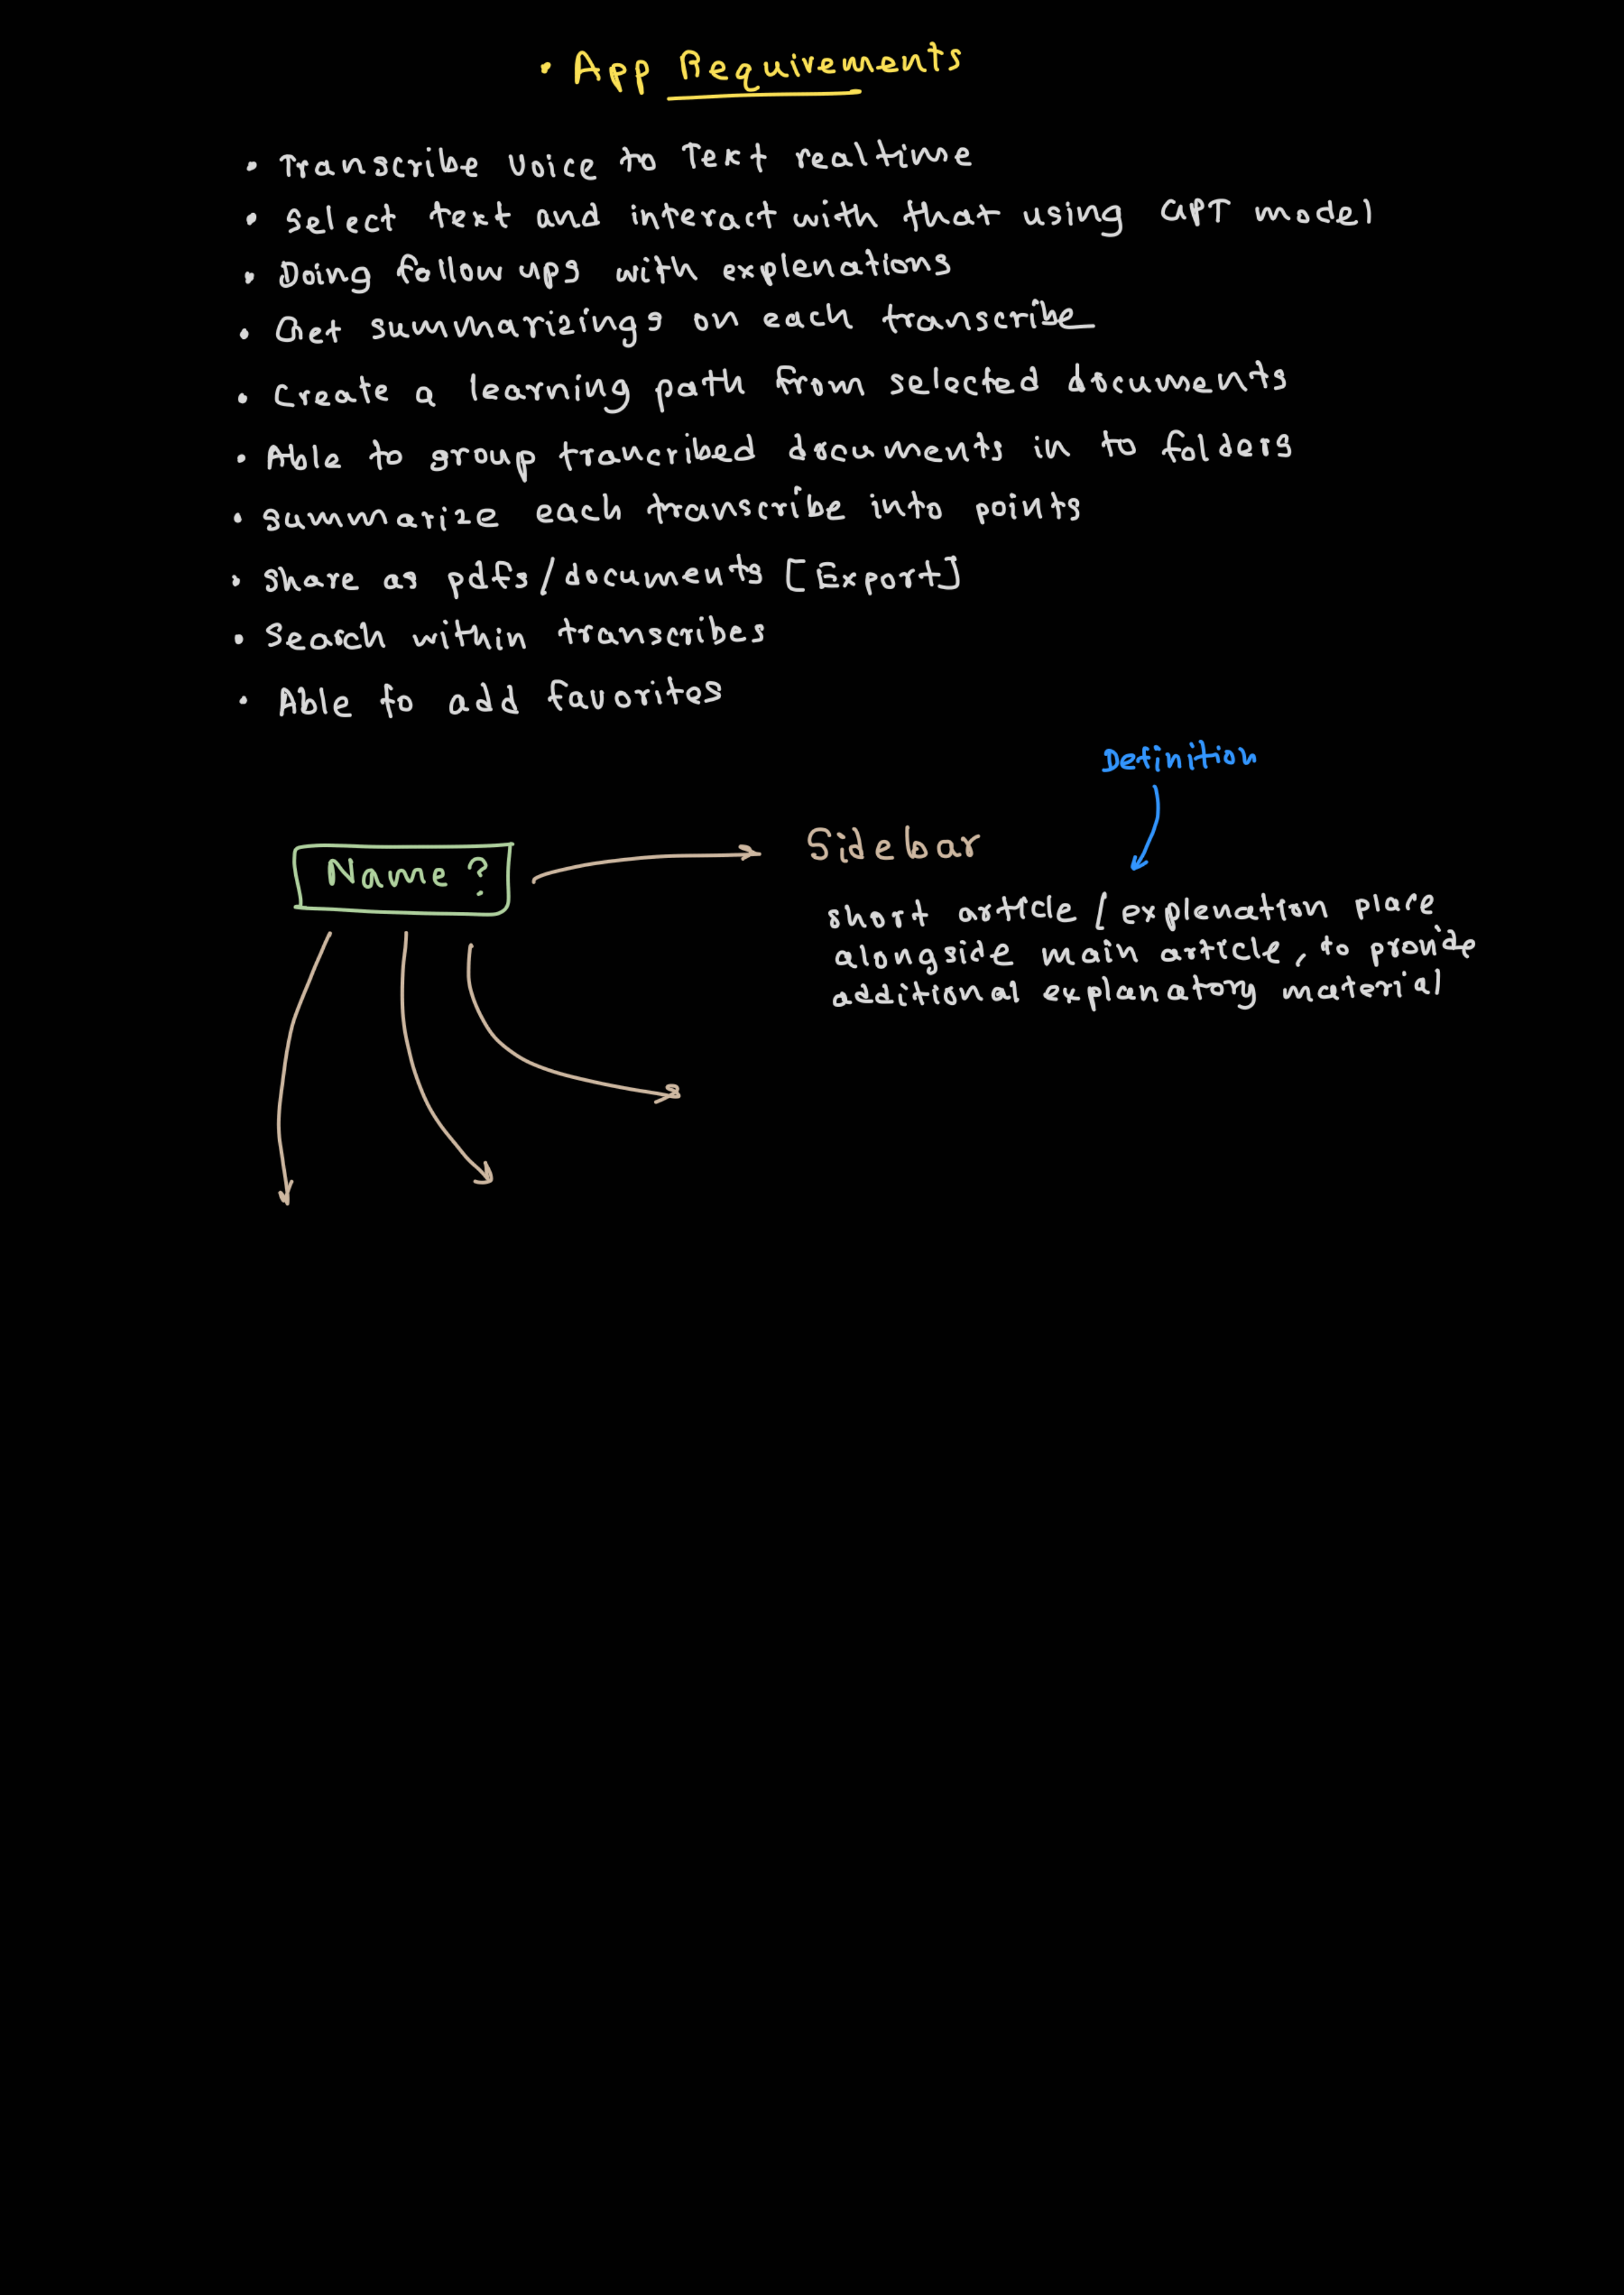 • App Requirements
• Transcribe Voice to Text realtime
• Select text and interact with that using GPT model
• Doing follow ups with explenations
• Get summarizings on each transcribe
• Create a learning path from selected documents
• Able to group trancribed documents in to folders
• summarize each transcribe into points
• Share as pdfs/documents [Export]
• Search within transcribes
• Able to add favorites
Definition
Name ?
Sidebar
short article / explenation place
alongside main article, to provide
additional explanatory material